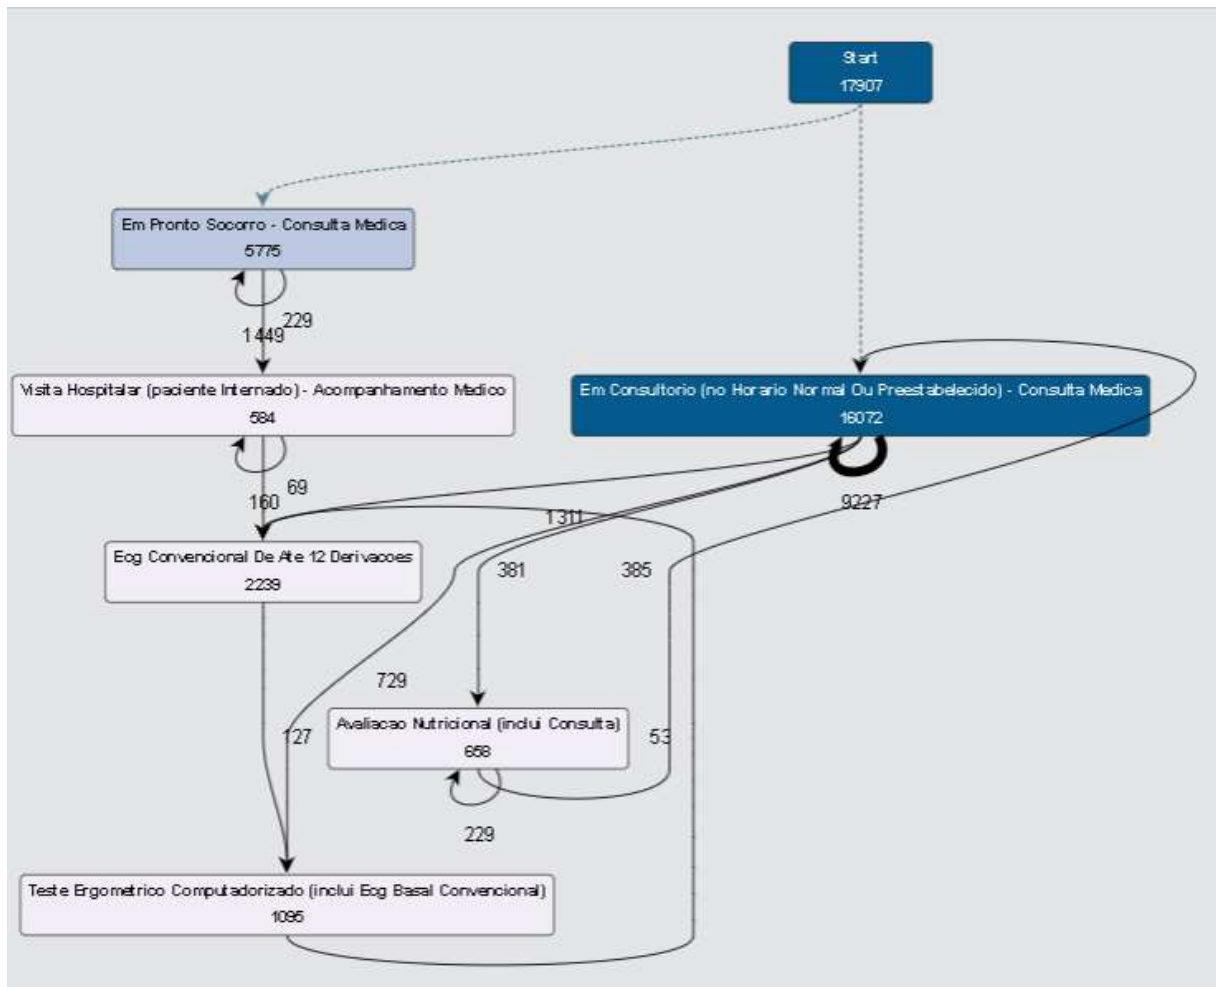 Start
17907
Em Pronto Socorro - Consulta Medica
5775
229
1449
Visita Hospitalar (paciente Internado) - Acompanhamento Medico
584
Em Consultorio (no Horario Normal Ou Preestabelecido) - Consulta Medica
16072
69
160
1311
9227
Ecg Convencional De Ate 12 Derivacoes
2239
381
385
729
Avaliacao Nutricional (inclui Consulta)
658
127
53
229
Teste Ergometrico Computadorizado (inclui Ecg Basal Convencional)
1095